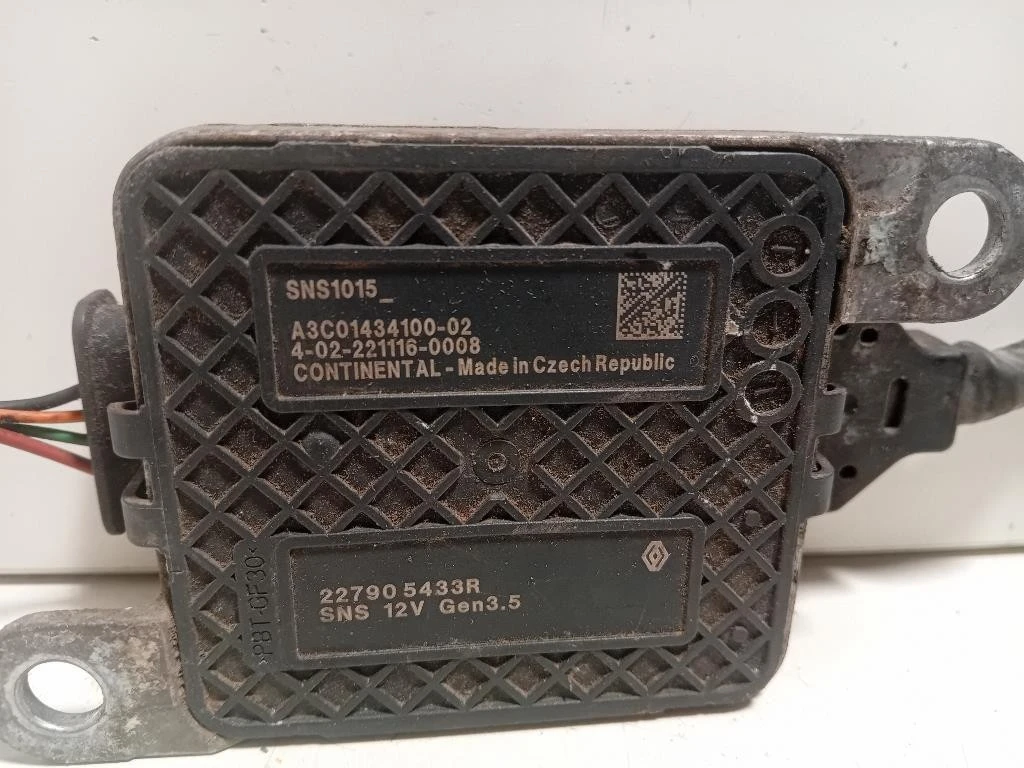 SNS1015_
A3C01434100-02
4-02-221116-0008
CONTINENTAL - Made in Czech Republic
22790 5433R
SNS 12V Gen3.5
>PBT-GF30<